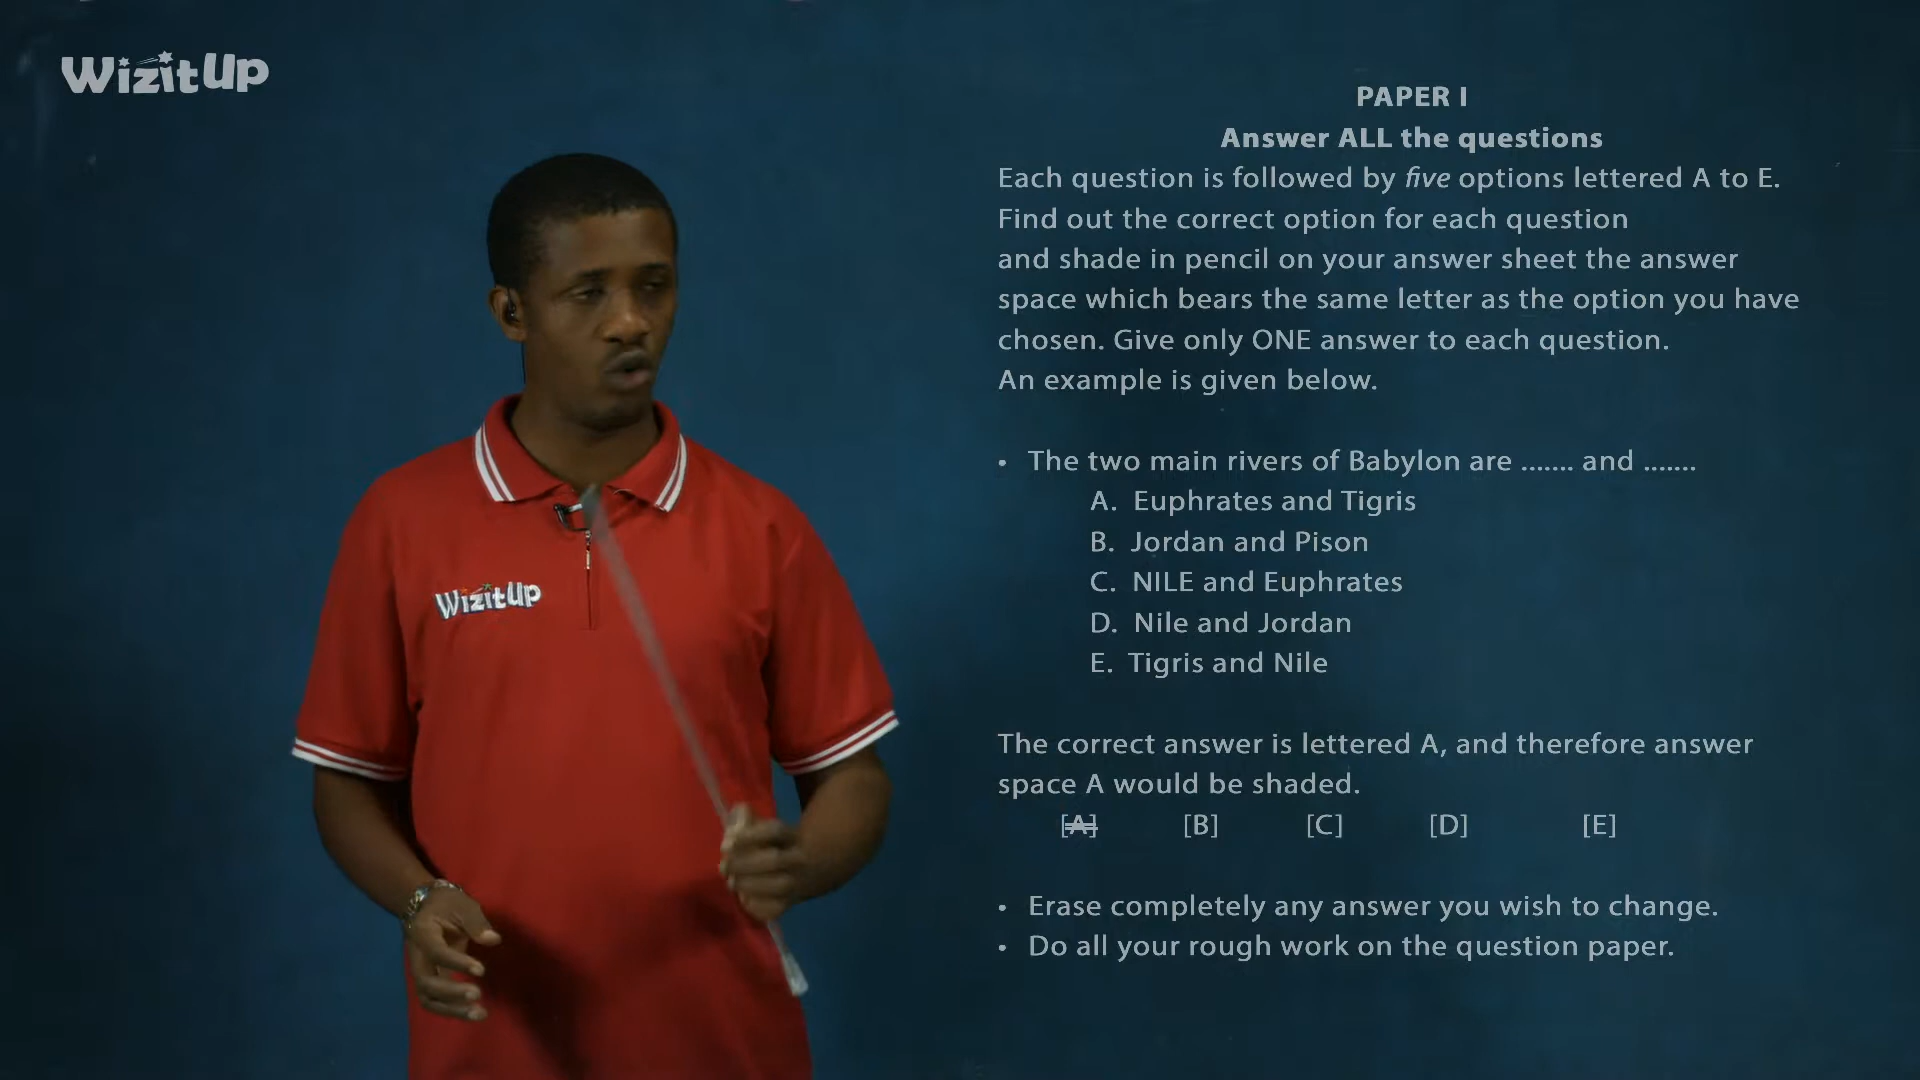 WizitUp
PAPER I
Answer ALL the questions
Each question is followed by five options lettered A to E.
Find out the correct option for each question
and shade in pencil on your answer sheet the answer
space which bears the same letter as the option you have
chosen. Give only ONE answer to each question.
An example is given below.
• The two main rivers of Babylon are ....... and .......
A. Euphrates and Tigris
B. Jordan and Pison
C. NILE and Euphrates
D. Nile and Jordan
E. Tigris and Nile
The correct answer is lettered A, and therefore answer
space A would be shaded.
[A] [B] [C] [D] [E]
• Erase completely any answer you wish to change.
• Do all your rough work on the question paper.
WizitUp